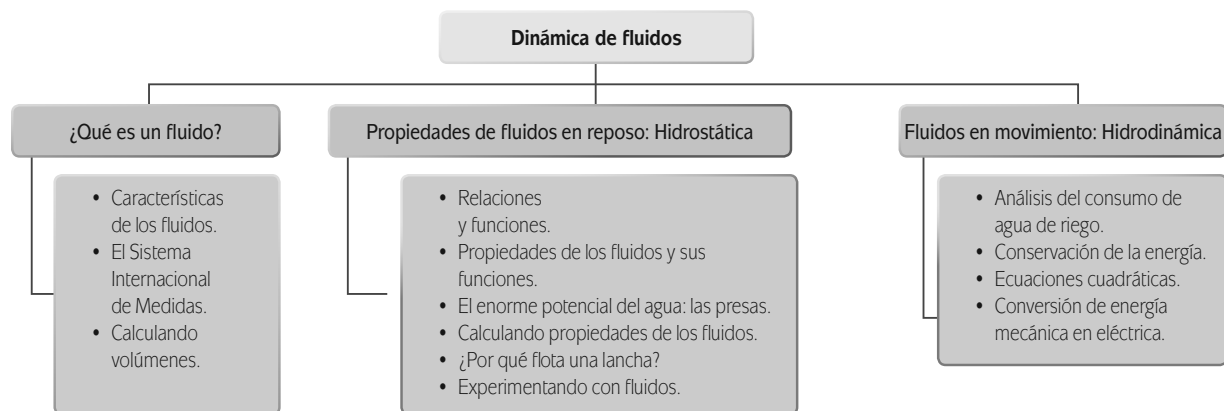 Dinámica de fluidos
¿Qué es un fluido?
• Características
de los fluidos.
• El Sistema
Internacional
de Medidas.
• Calculando
volúmenes.
Propiedades de fluidos en reposo: Hidrostática
• Relaciones
y funciones.
• Propiedades de los fluidos y sus
funciones.
• El enorme potencial del agua: las presas.
• Calculando propiedades de los fluidos.
• ¿Por qué flota una lancha?
• Experimentando con fluidos.
Fluidos en movimiento: Hidrodinámica
• Análisis del consumo de
agua de riego.
• Conservación de la energía.
• Ecuaciones cuadráticas.
• Conversión de energía
mecánica en eléctrica.